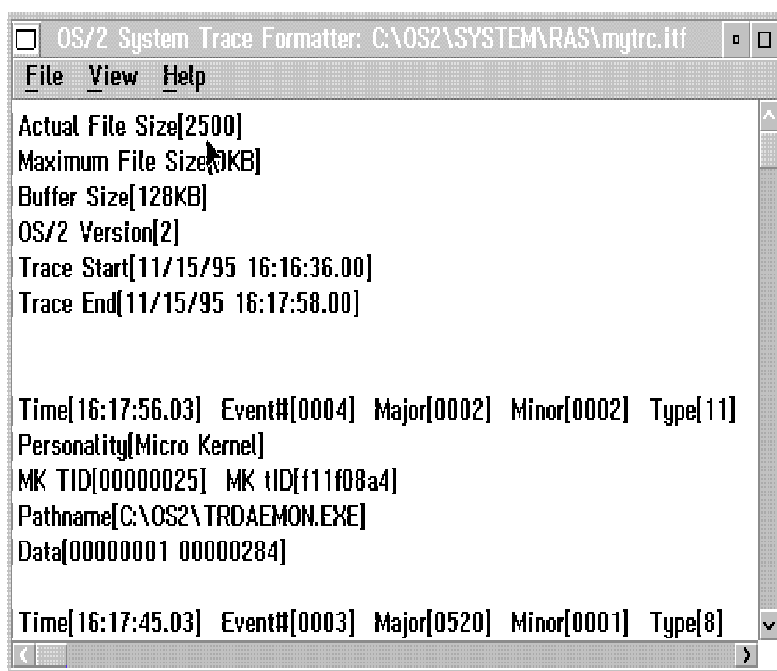 OS/2 System Trace Formatter: C:\OS2\SYSTEM\RAS\mytrc.itf
File View Help
Actual File Size[2500]
Maximum File Size[0KB]
Buffer Size[128KB]
OS/2 Version[2]
Trace Start[11/15/95 16:16:36.00]
Trace End[11/15/95 16:17:58.00]
Time[16:17:56.03] Event#[0004] Major[0002] Minor[0002] Type[11]
Personality[Micro Kernel]
MK TID[00000025[ MK tID[f11f08a4]
Pathname[C:\OS2\TRDAEMON.EXE]
Data[00000001 00000284]
Time[16:17:45.03] Event#[0003] Major[0520] Minor[0001] Type[8]